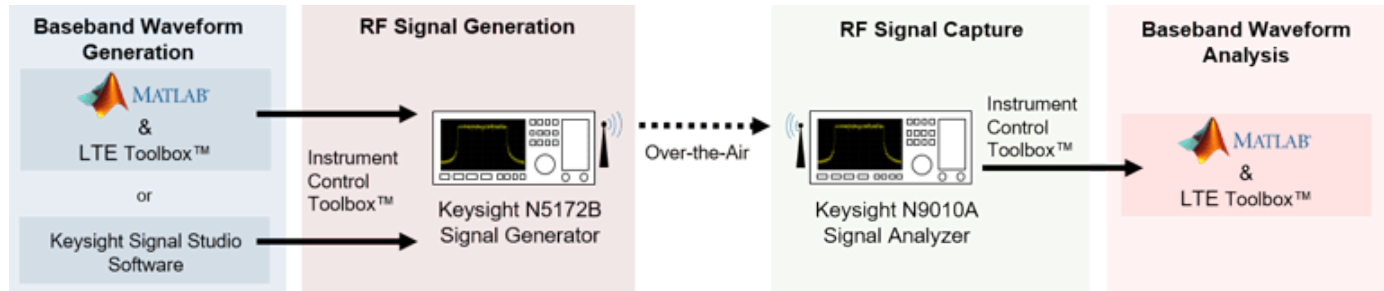 Baseband Waveform
Generation
MATLAB®
&
LTE Toolbox™
or
Keysight Signal Studio
Software
RF Signal Generation
Instrument
Control
Toolbox™
Keysight N5172B
Signal Generator
Over-the-Air
RF Signal Capture
Keysight N9010A
Signal Analyzer
Instrument
Control
Toolbox™
Baseband Waveform
Analysis
MATLAB®
&
LTE Toolbox™